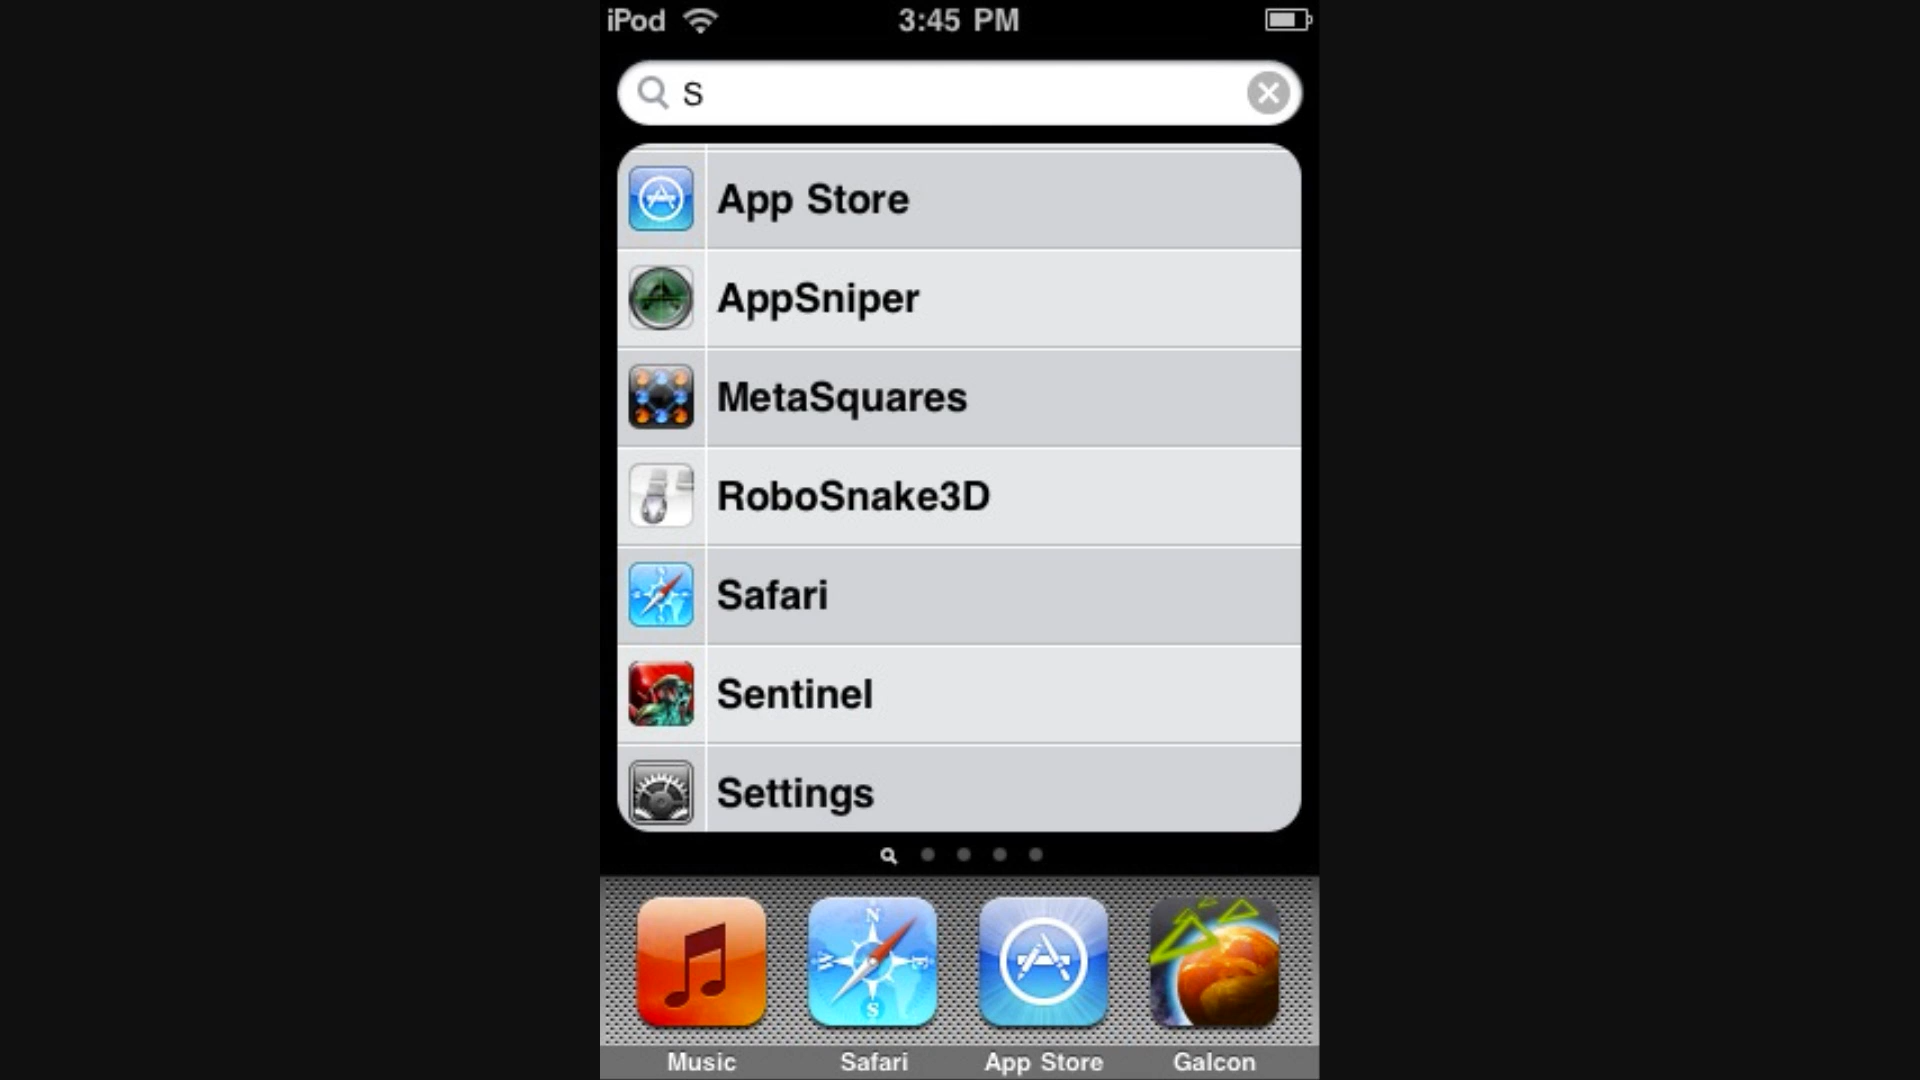 iPod 3:45 PM
S
App Store
AppSniper
MetaSquares
RoboSnake3D
Safari
Sentinel
Settings
N
W E
S
Music Safari App Store Galcon